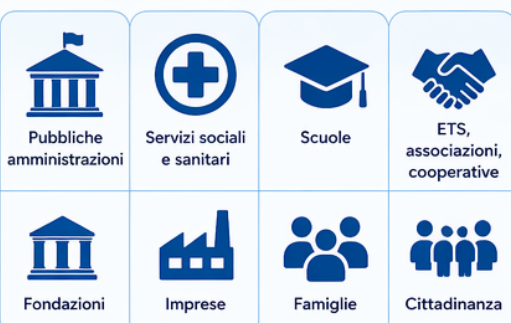 Pubbliche
amministrazioni
Servizi sociali
e sanitari
Scuole
ETS,
associazioni,
cooperative
Fondazioni
Imprese
Famiglie
Cittadinanza